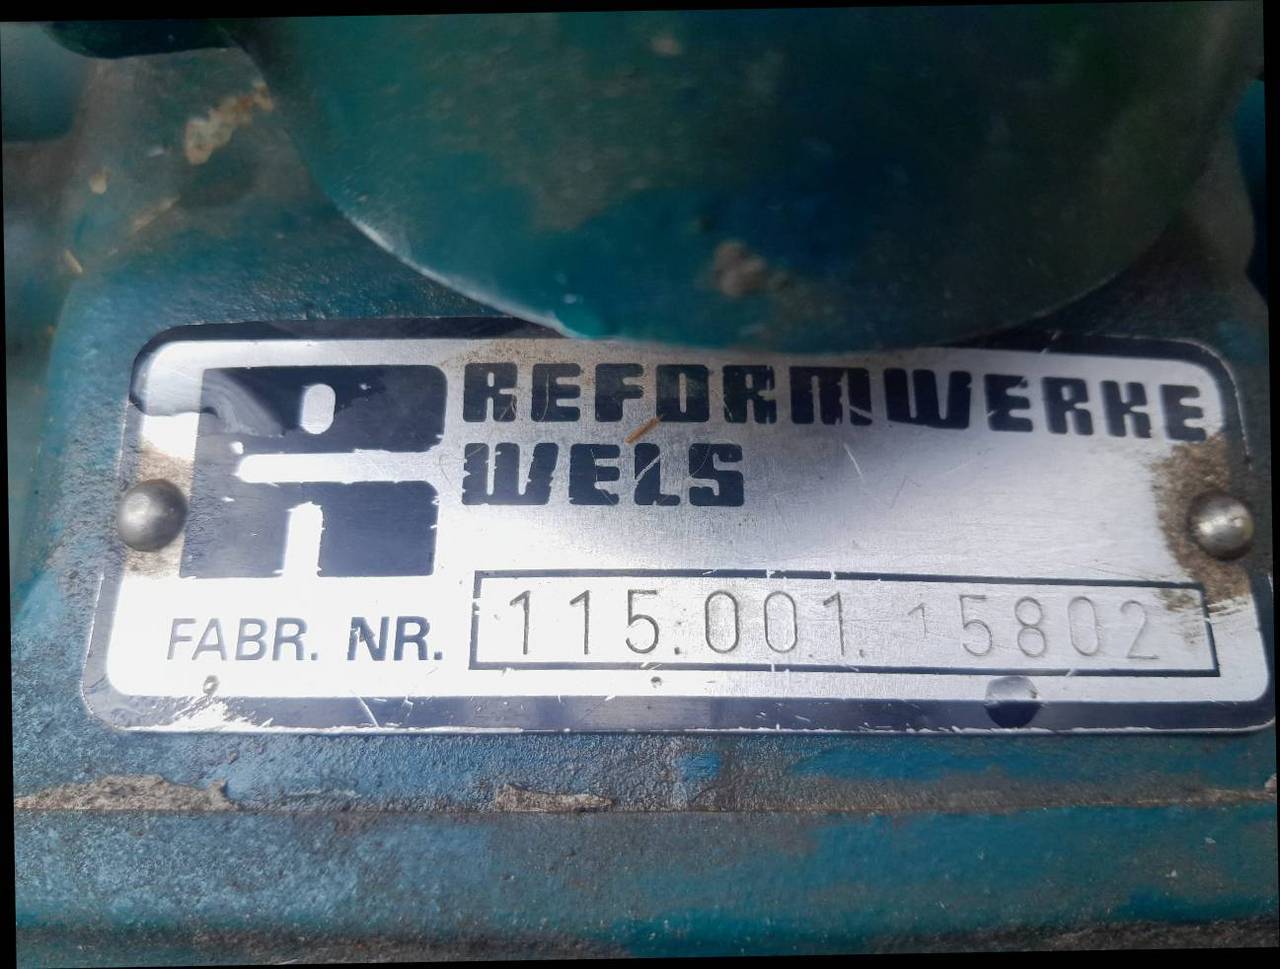 R REFORMWERKE
WELS
FABR. NR. 115.001. 15802